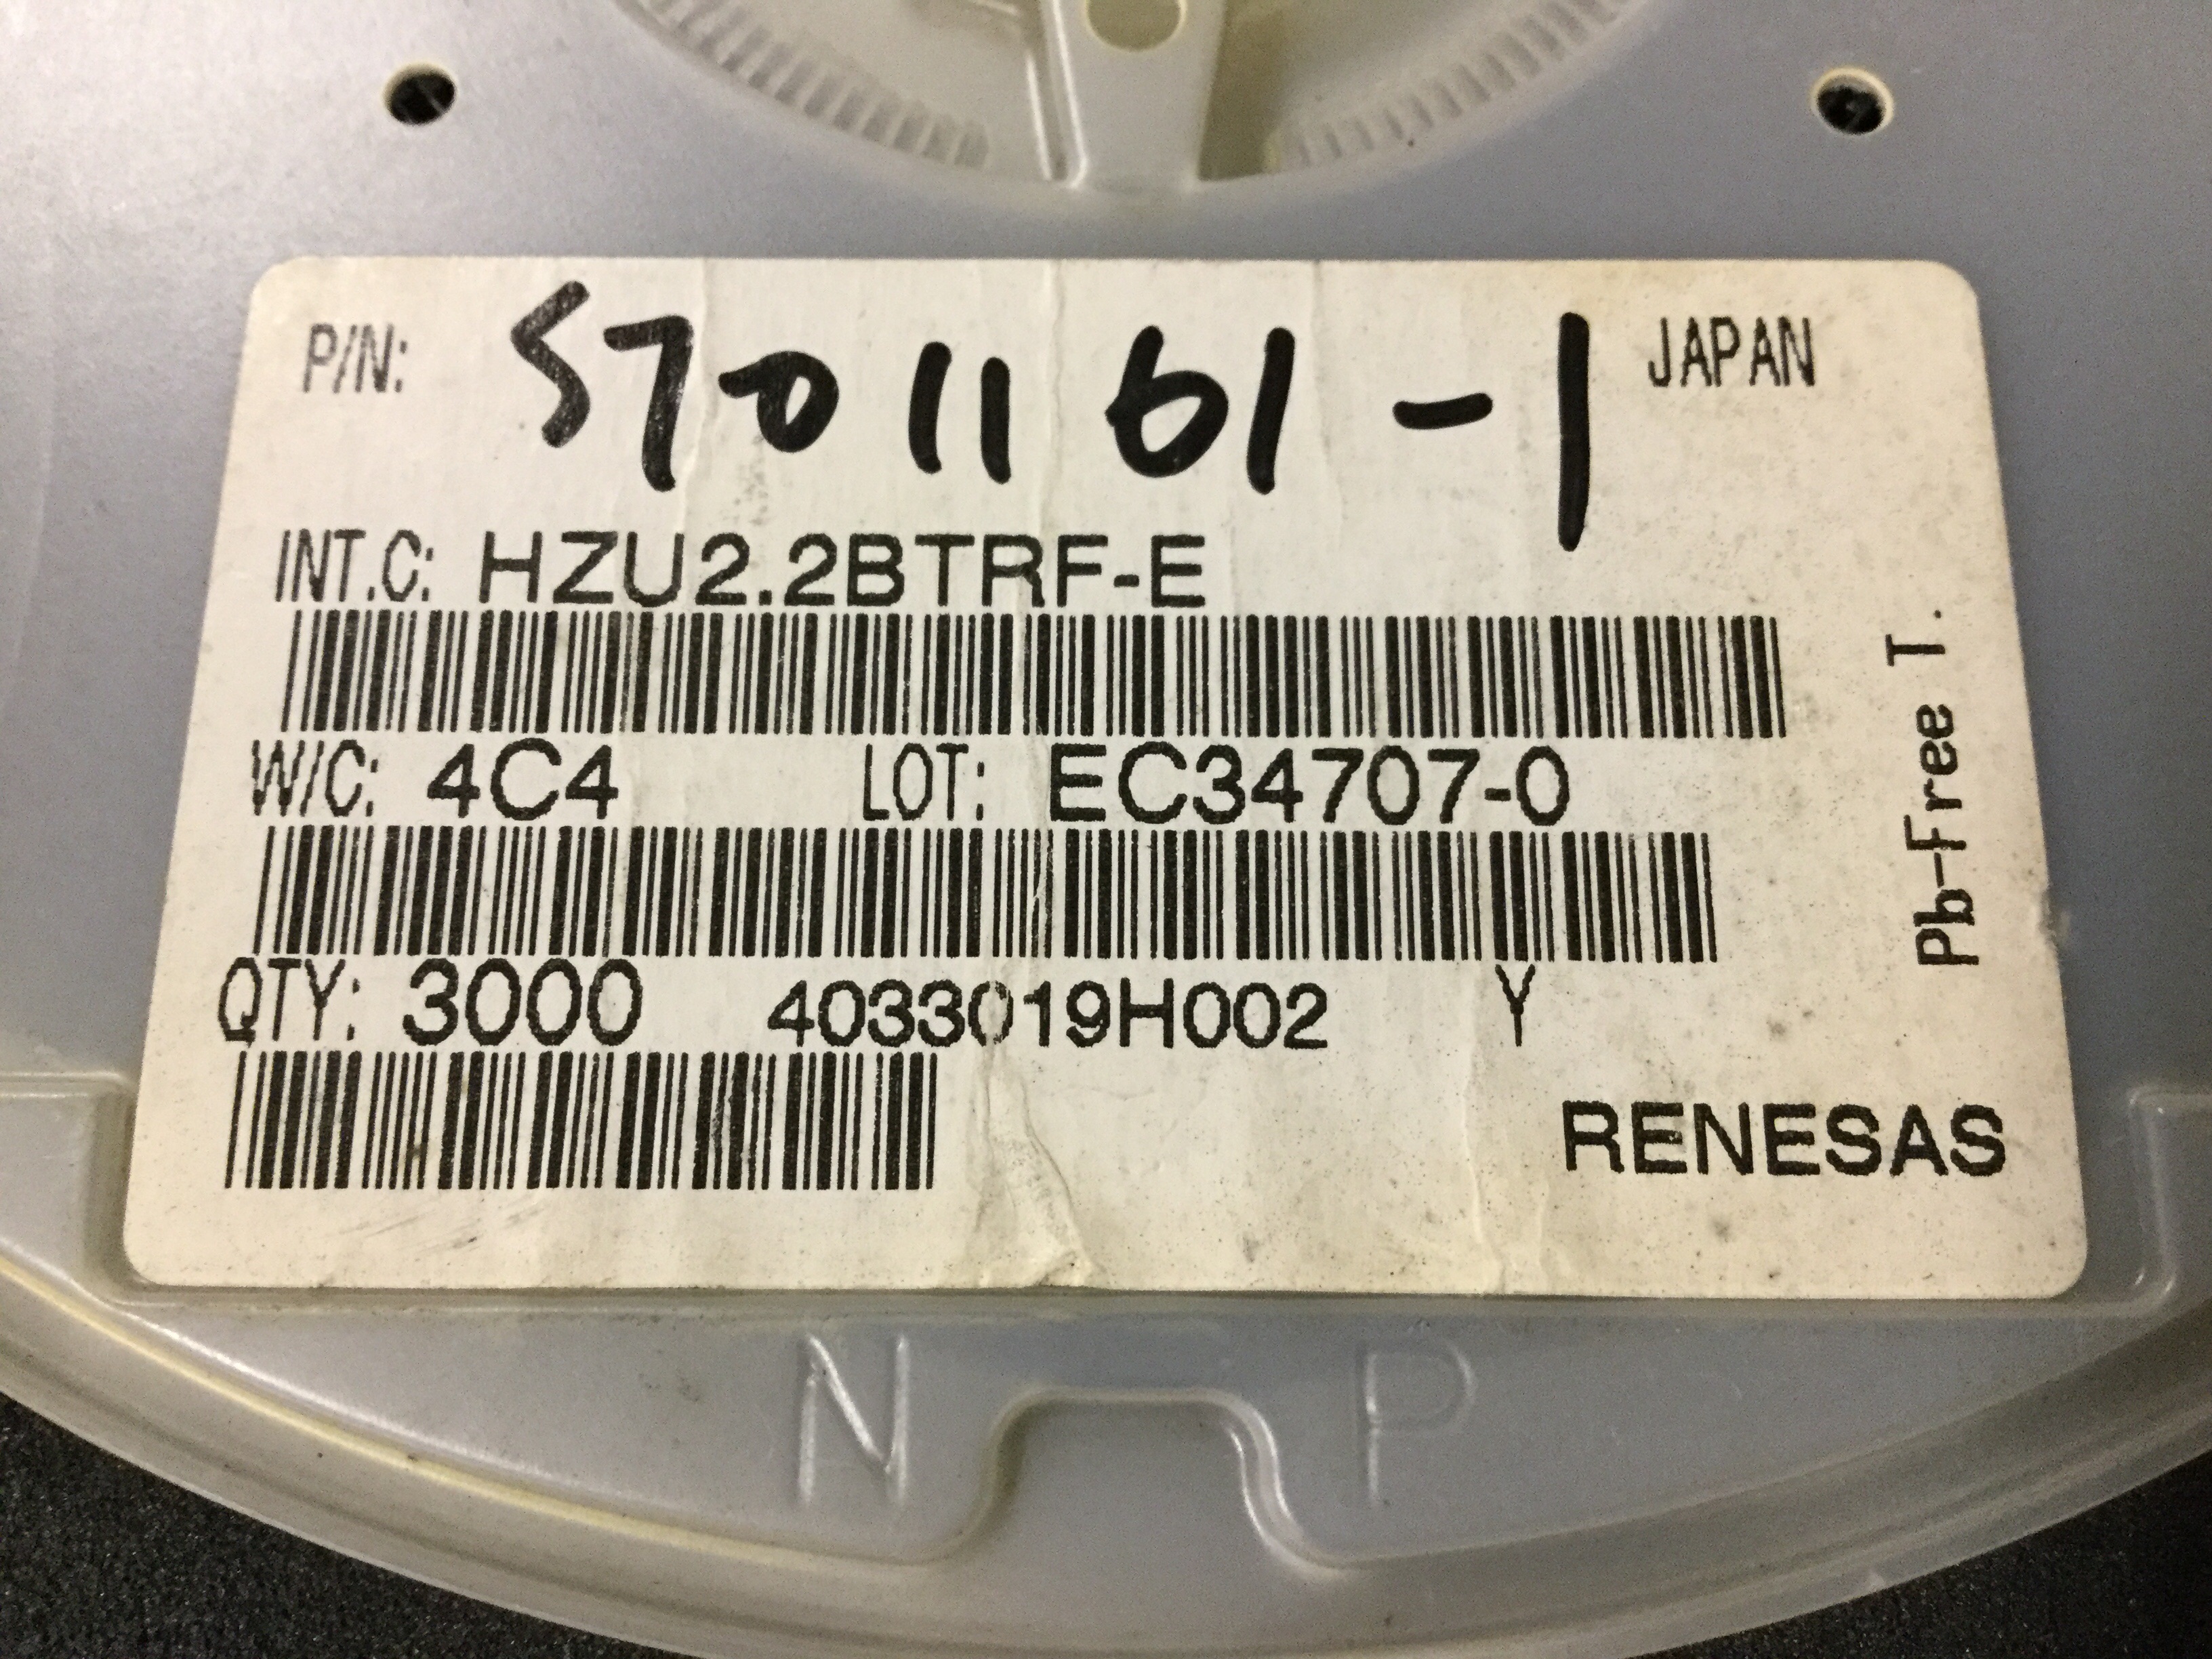 P/N: 5701161-1 JAPAN
INT.C: HZU2.2BTRF-E
W/C: 4C4 LOT: EC34707-0
QTY: 3000 4033019H002 Y
Pb-Free T.
RENESAS
N P